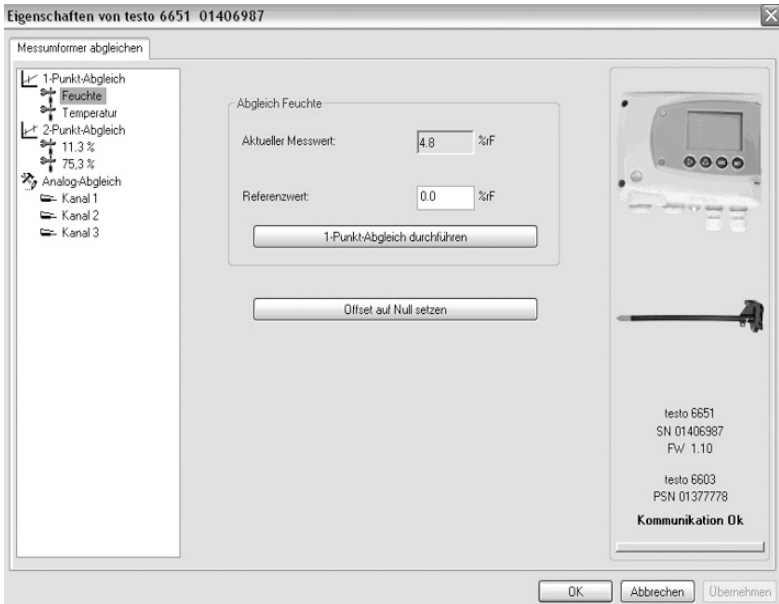 Eigenschaften von testo 6651 01406987
Messumformer abgleichen
1-Punkt-Abgleich
Feuchte
Temperatur
2-Punkt-Abgleich
11.3 %
75,3 %
Analog-Abgleich
Kanal 1
Kanal 2
Kanal 3
Abgleich Feuchte
Aktueller Messwert: 4.8 %rF
Referenzwert: 0.0 %rF
1-Punkt-Abgleich durchführen
Offset auf Null setzen
testo 6651
SN 01406987
FW 1.10
testo 6603
PSN 01377778
Kommunikation Ok
OK Abbrechen Übernehmen